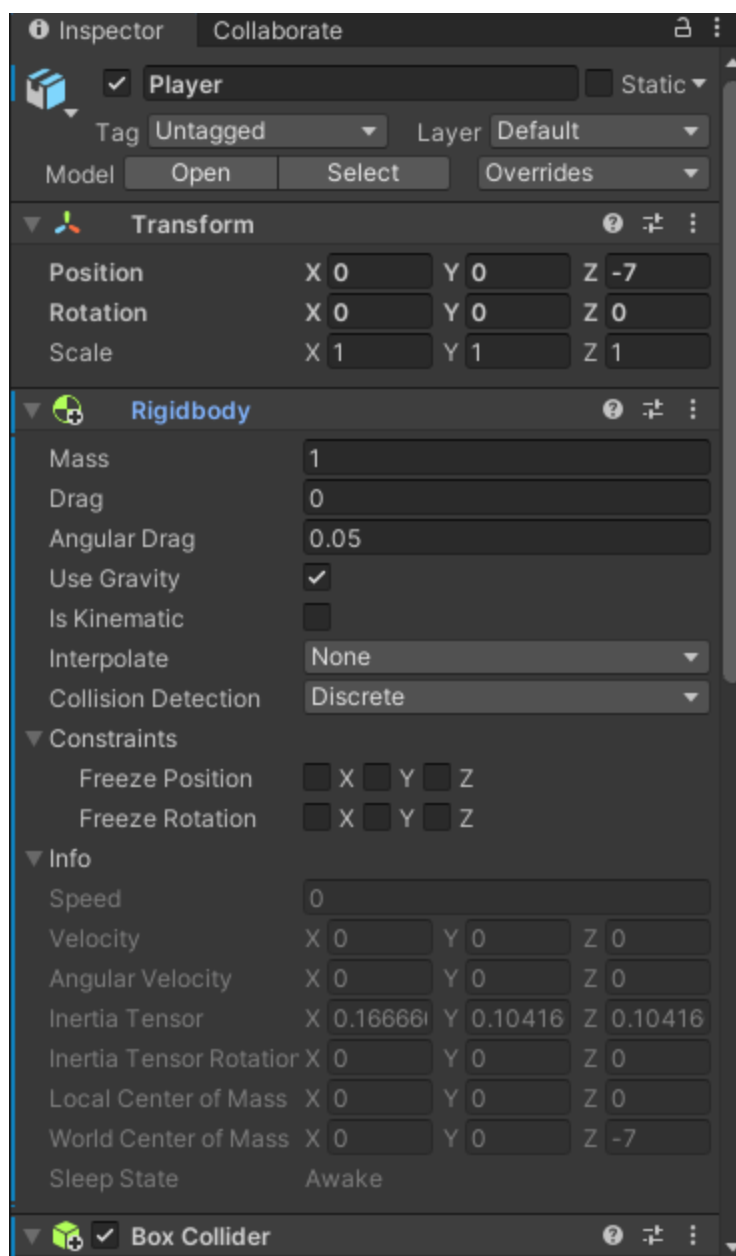 Inspector Collaborate
Player Static
Tag Untagged Layer Default
Model Open Select Overrides
Transform
Position X 0 Y 0 Z -7
Rotation X 0 Y 0 Z 0
Scale X 1 Y 1 Z 1
Rigidbody
Mass 1
Drag 0
Angular Drag 0.05
Use Gravity
Is Kinematic
Interpolate None
Collision Detection Discrete
Constraints
Freeze Position X Y Z
Freeze Rotation X Y Z
Info
Speed 0
Velocity X 0 Y 0 Z 0
Angular Velocity X 0 Y 0 Z 0
Inertia Tensor X 0.16666 Y 0.10416 Z 0.10416
Inertia Tensor Rotation X 0 Y 0 Z 0
Local Center of Mass X 0 Y 0 Z 0
World Center of Mass X 0 Y 0 Z -7
Sleep State Awake
Box Collider